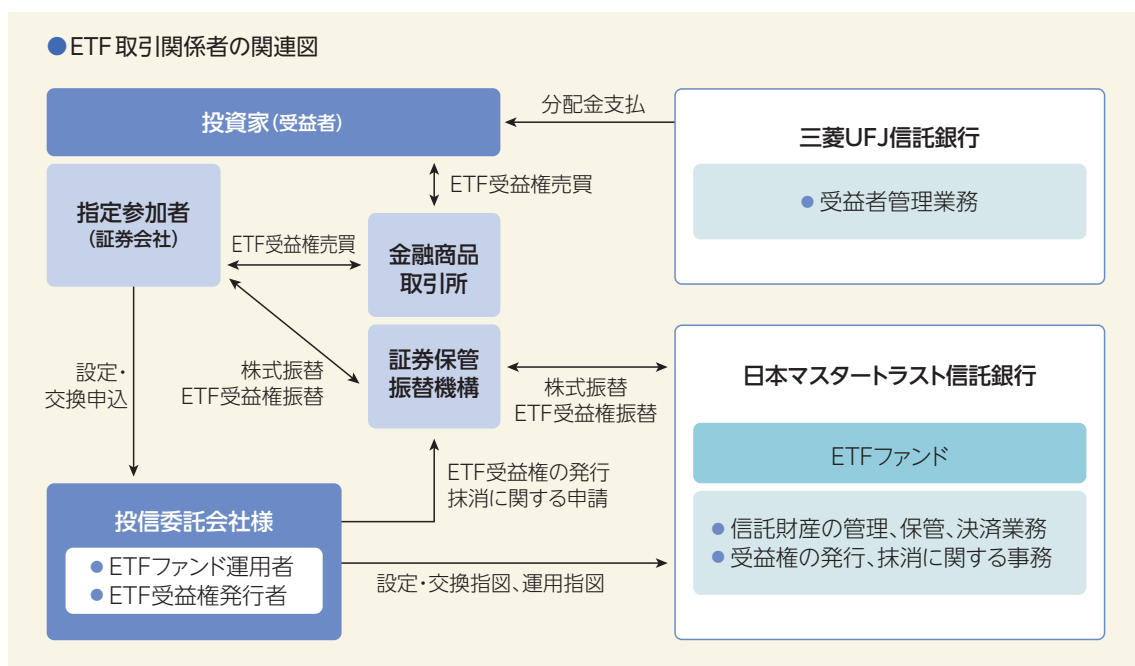 ●ETF取引関係者の関連図
投資家(受益者)
分配金支払
三菱UFJ信託銀行
●受益者管理業務
ETF受益権売買
指定参加者
(証券会社)
ETF受益権売買
金融商品
取引所
設定・
交換申込
株式振替
ETF受益権振替
証券保管
振替機構
株式振替
ETF受益権振替
日本マスタートラスト信託銀行
ETFファンド
●信託財産の管理、保管、決済業務
●受益権の発行、抹消に関する事務
ETF受益権の発行
抹消に関する申請
投信委託会社様
●ETFファンド運用者
●ETF受益権発行者
設定・交換指図、運用指図